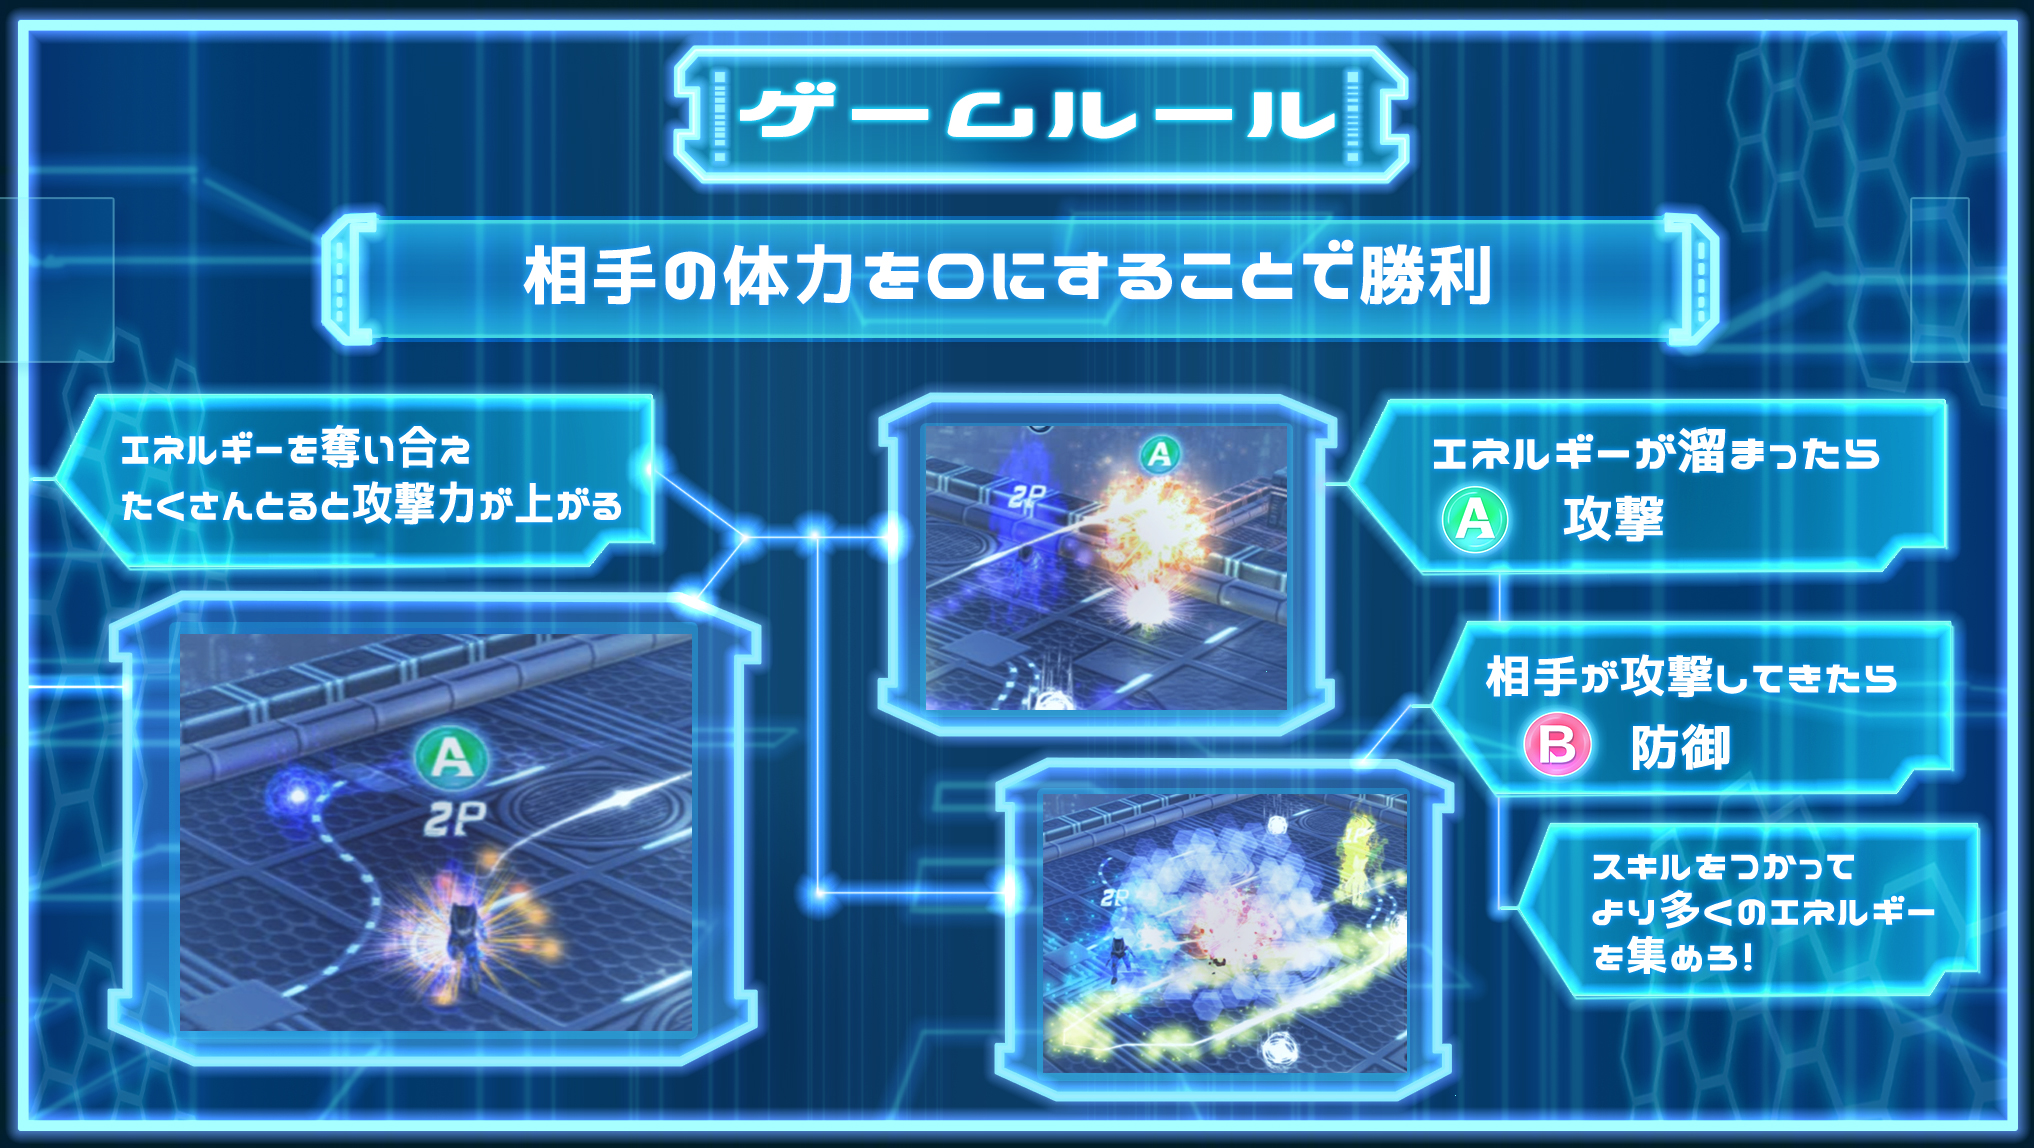 ゲームルール
相手の体力を0にすることで勝利
エネルギーを奪い合え
たくさんとると攻撃力が上がる
A
2P
A
2P
エネルギーが溜まったら
A 攻撃
相手が攻撃してきたら
B 防御
1P
2P
スキルをつかって
より多くのエネルギー
を集めろ!